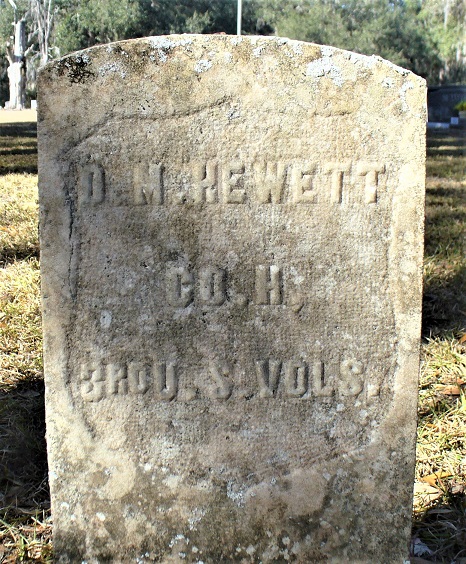 D. M. HEWETT
CO. H,
3RD U. S. VOLS.